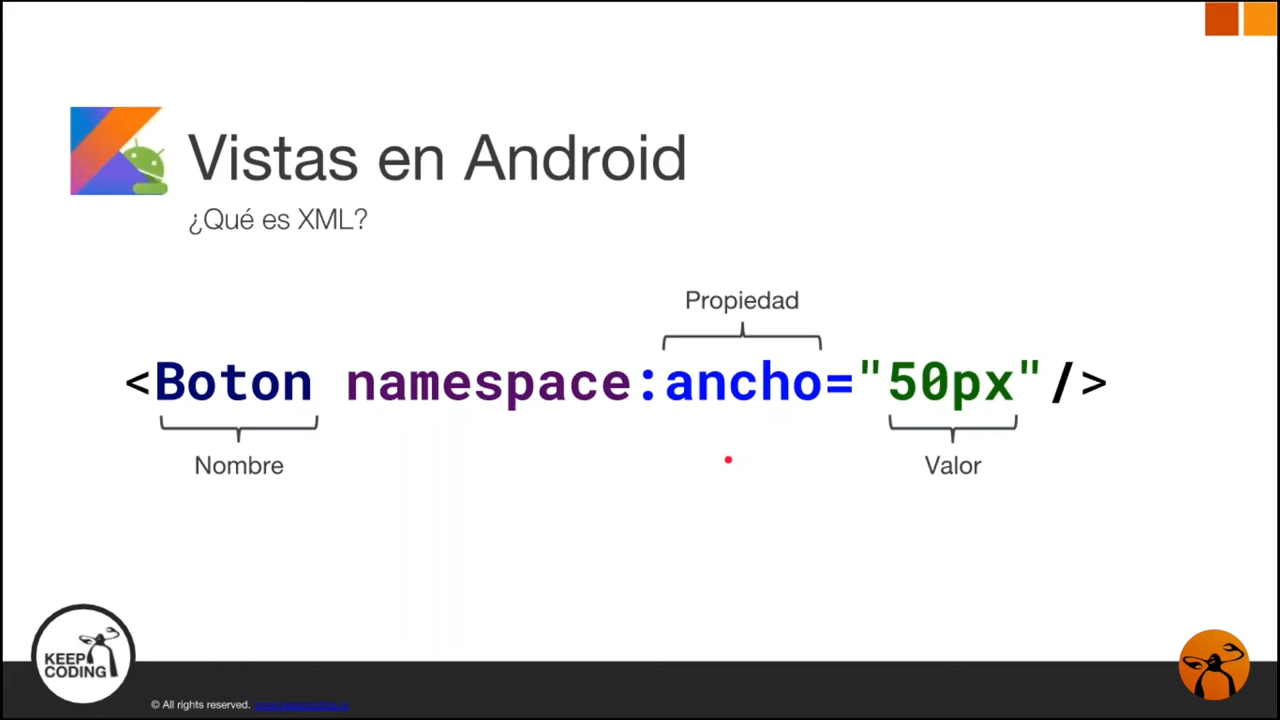 Vistas en Android
¿Qué es XML?
Propiedad
<Boton namespace:ancho="50px"/>
Nombre
Valor
KEEP
CODING
© All rights reserved.